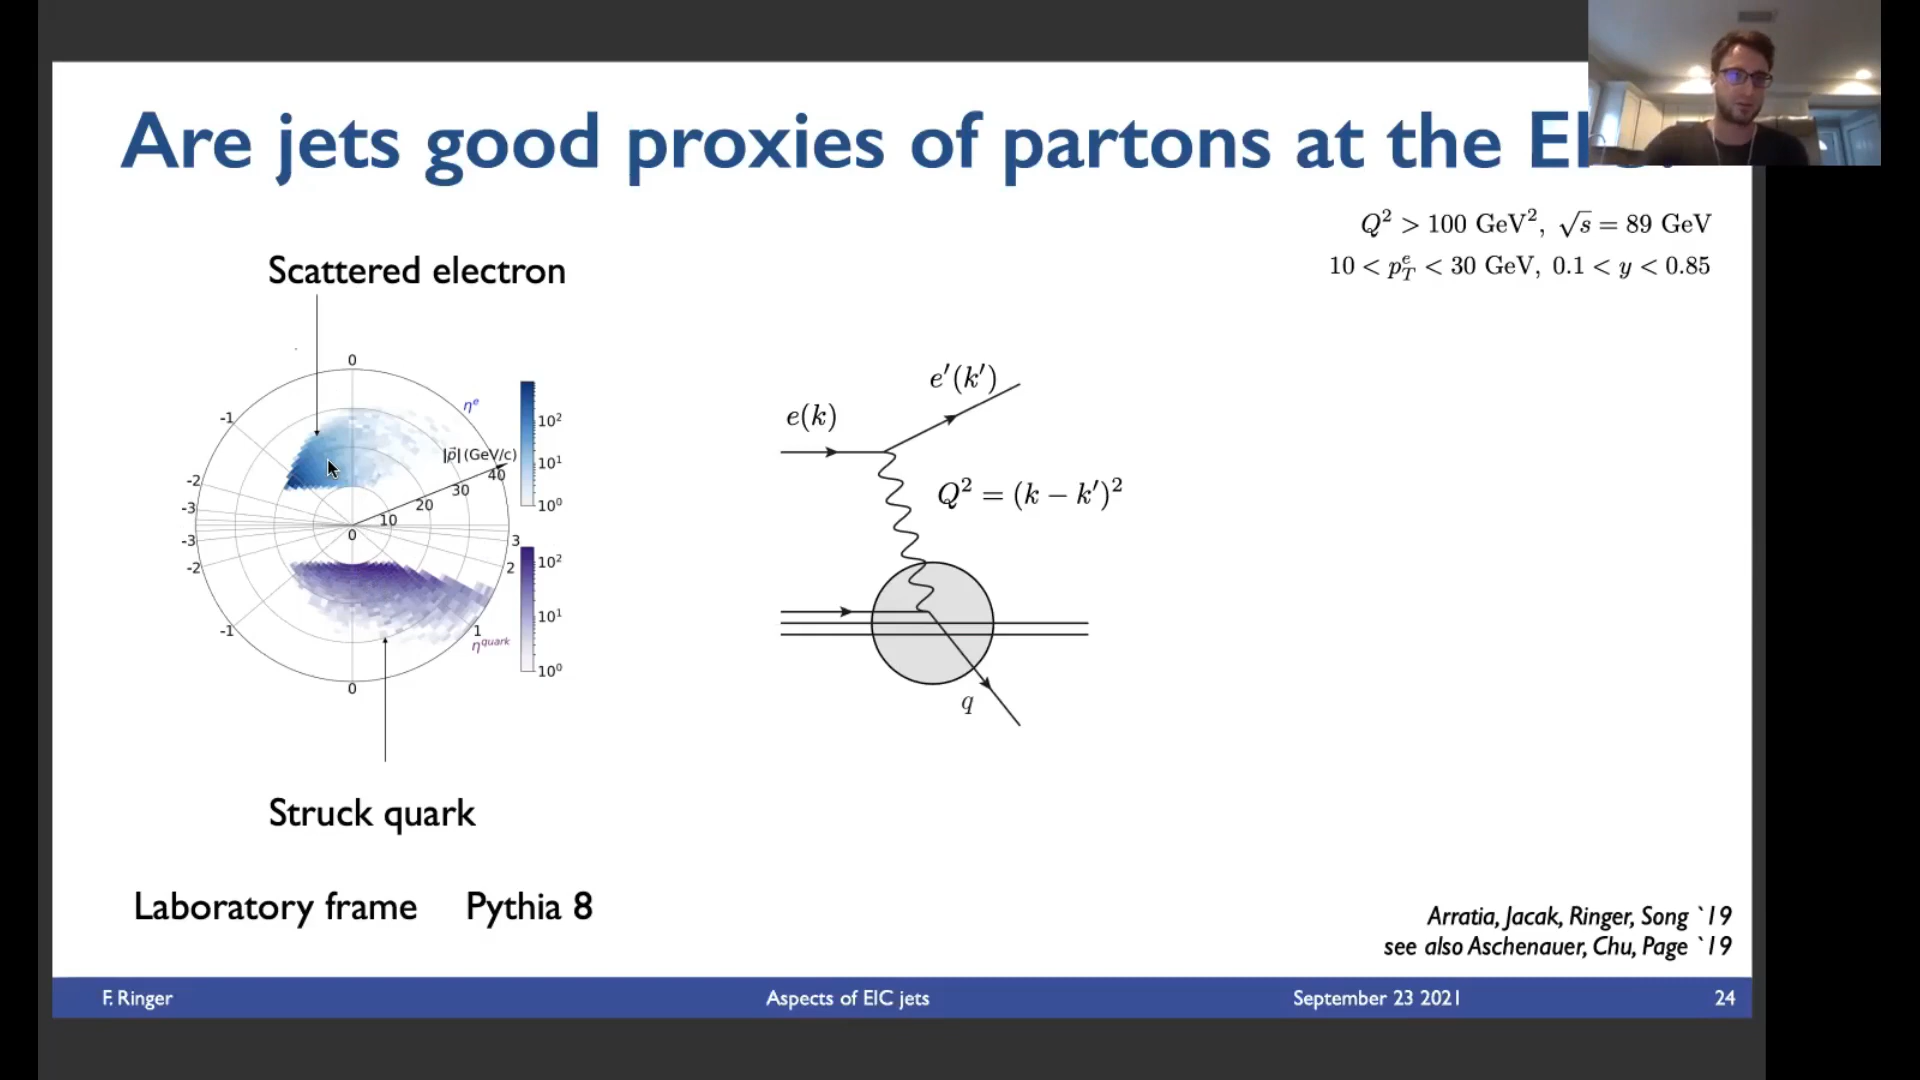 Are jets good proxies of partons at the
Q² > 100 GeV², √s = 89 GeV
10 < p_T^e < 30 GeV, 0.1 < y < 0.85
Scattered electron
0
-1
-2
-3
-3
-2
-1
0
1
2
3
0
η^e
|p⃗| (GeV/c)
10
20
30
40
10²
10¹
10⁰
10²
10¹
10⁰
η^quark
Struck quark
Laboratory frame Pythia 8
e(k)
e′(k′)
Q² = (k − k′)²
q
Arratia, Jacak, Ringer, Song `19
see also Aschenauer, Chu, Page `19
F. Ringer
Aspects of EIC jets
September 23 2021
24